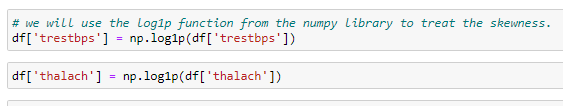 # we will use the log1p function from the numpy library to treat the skewness.
df['trestbps'] = np.log1p(df['trestbps'])
df['thalach'] = np.log1p(df['thalach'])